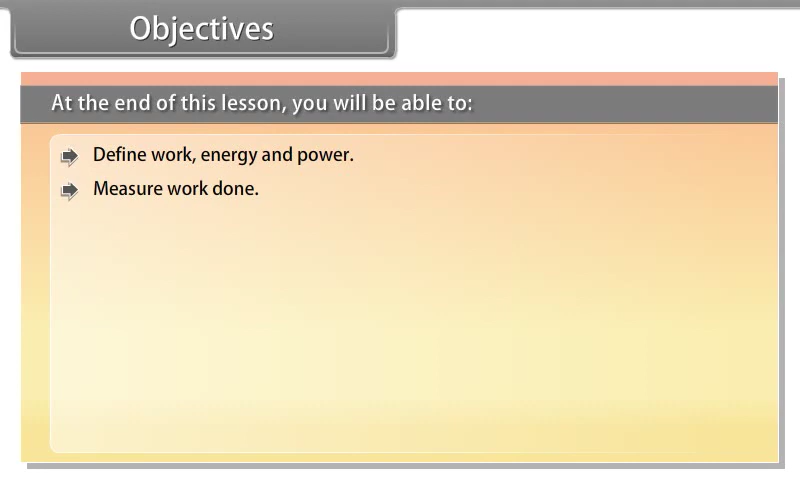 Objectives
At the end of this lesson, you will be able to:
Define work, energy and power.
Measure work done.